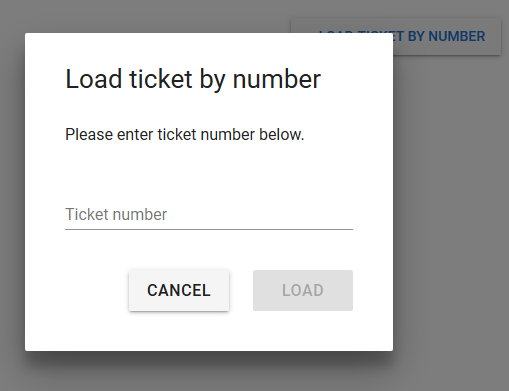 LOAD TICKET BY NUMBER
Load ticket by number
Please enter ticket number below.
Ticket number
CANCEL LOAD